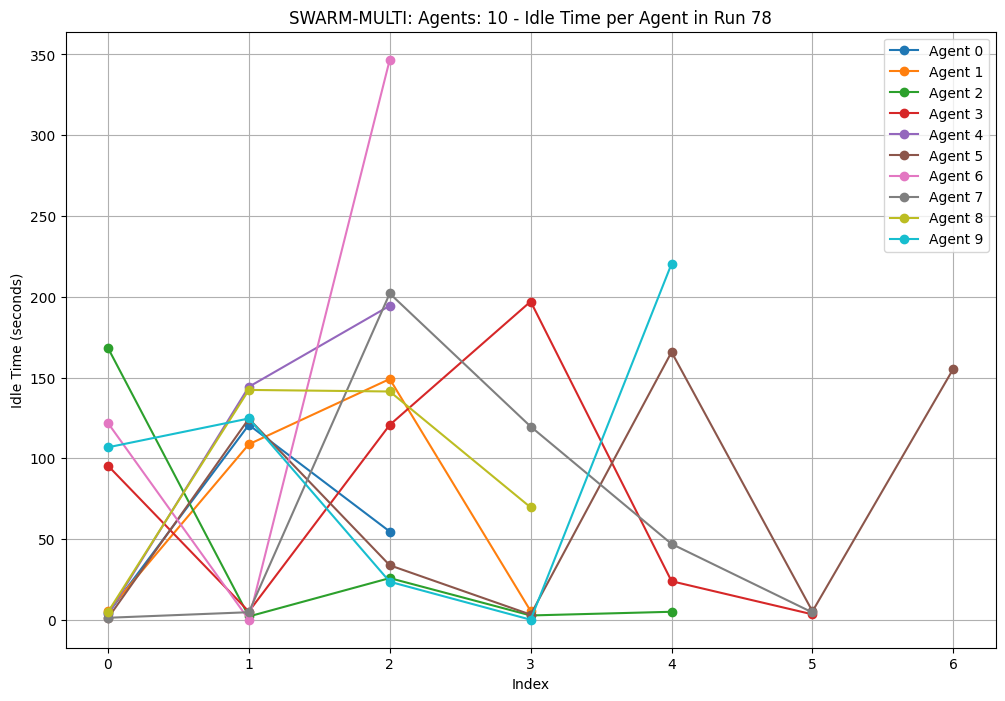 SWARM-MULTI: Agents: 10 - Idle Time per Agent in Run 78
Idle Time (seconds)
350
300
250
200
150
100
50
0
0 1 2 3 4 5 6
Index
Agent 0
Agent 1
Agent 2
Agent 3
Agent 4
Agent 5
Agent 6
Agent 7
Agent 8
Agent 9